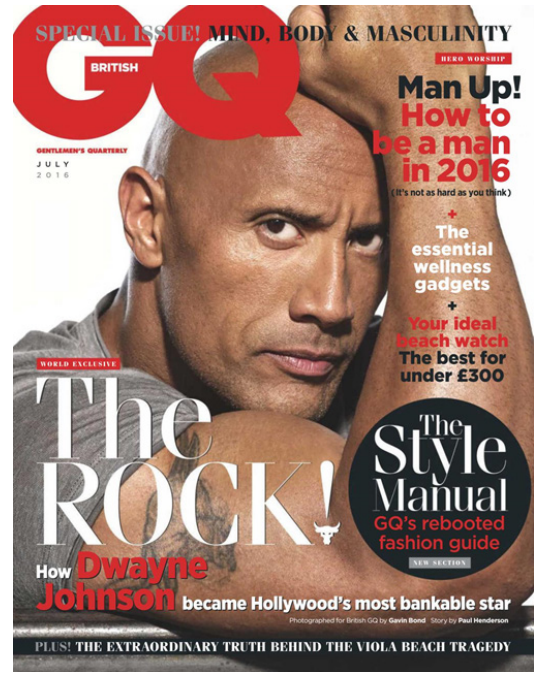 SPECIAL ISSUE! MIND, BODY & MASCULINITY
GQ
BRITISH
GENTLEMEN'S QUARTERLY
JULY
2016
HERO WORSHIP
Man Up!
How to
be a man
in 2016
(It's not as hard as you think)
+
The
essential
wellness
gadgets
+
Your ideal
beach watch
The best for
under £300
WORLD EXCLUSIVE
The
ROCK!
How Dwayne
Johnson became Hollywood's most bankable star
Photographed for British GQ by Gavin Bond Story by Paul Henderson
The
Style
Manual
GQ's rebooted
fashion guide
NEW SECTION
PLUS! THE EXTRAORDINARY TRUTH BEHIND THE VIOLA BEACH TRAGEDY